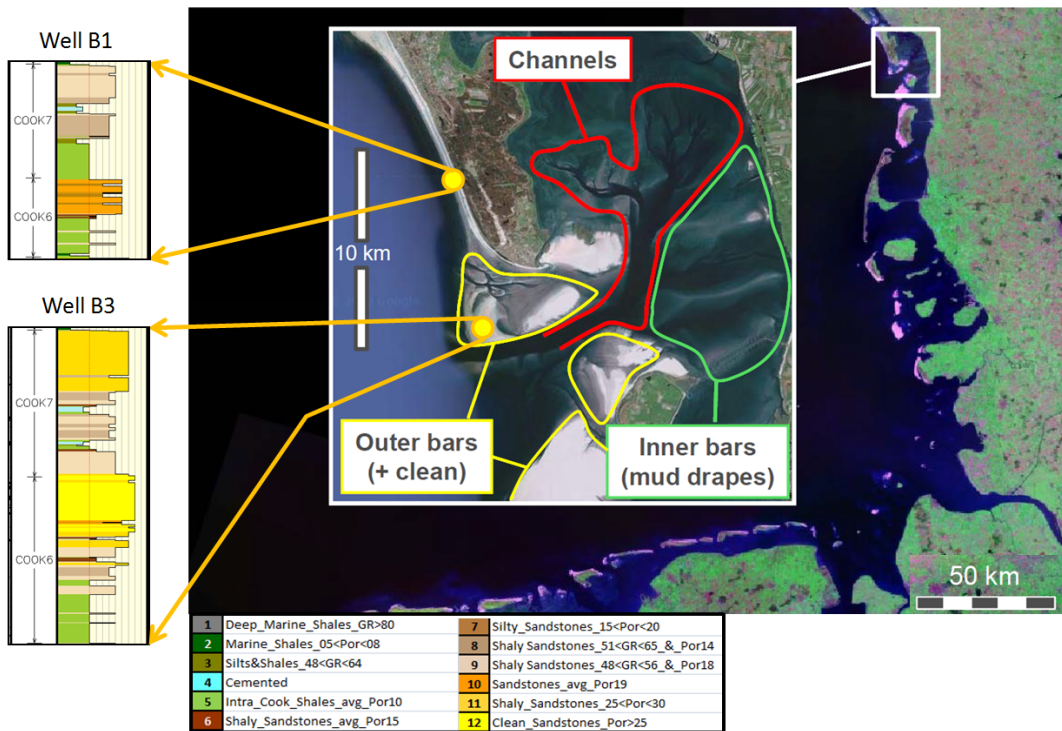 Well B1
COOK7
COOK6
Well B3
COOK7
COOK6
Channels
10 km
Outer bars
(+ clean)
Inner bars
(mud drapes)
50 km
1 Deep_Marine_Shales_GR>80
2 Marine_Shales_05<Por<08
3 Silts&Shales_48<GR<64
4 Cemented
5 Intra_Cook_Shales_avg_Por10
6 Shaly_Sandstones_avg_Por15
7 Silty_Sandstones_15<Por<20
8 Shaly Sandstones_51<GR<65_&_Por14
9 Shaly Sandstones_48<GR<56_&_Por18
10 Sandstones_avg_Por19
11 Shaly_Sandstones_25<Por<30
12 Clean_Sandstones_Por>25